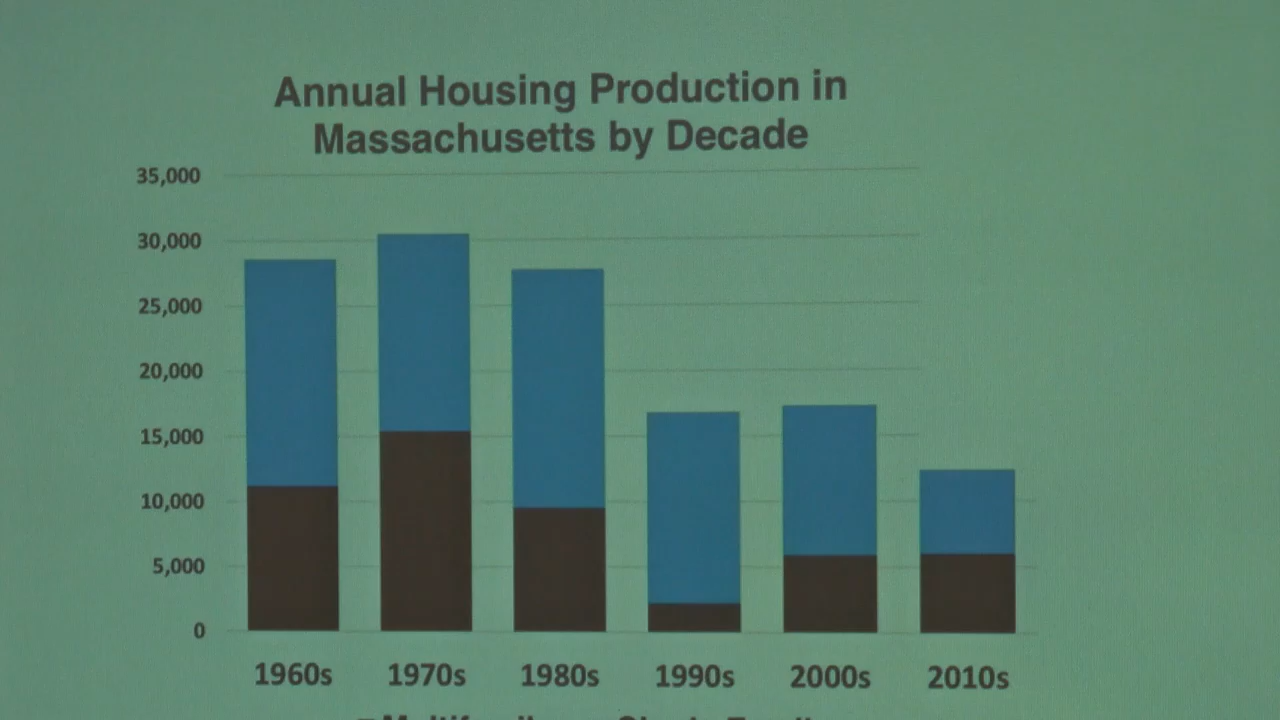 Annual Housing Production in
Massachusetts by Decade
35,000
30,000
25,000
20,000
15,000
10,000
5,000
0
1960s 1970s 1980s 1990s 2000s 2010s